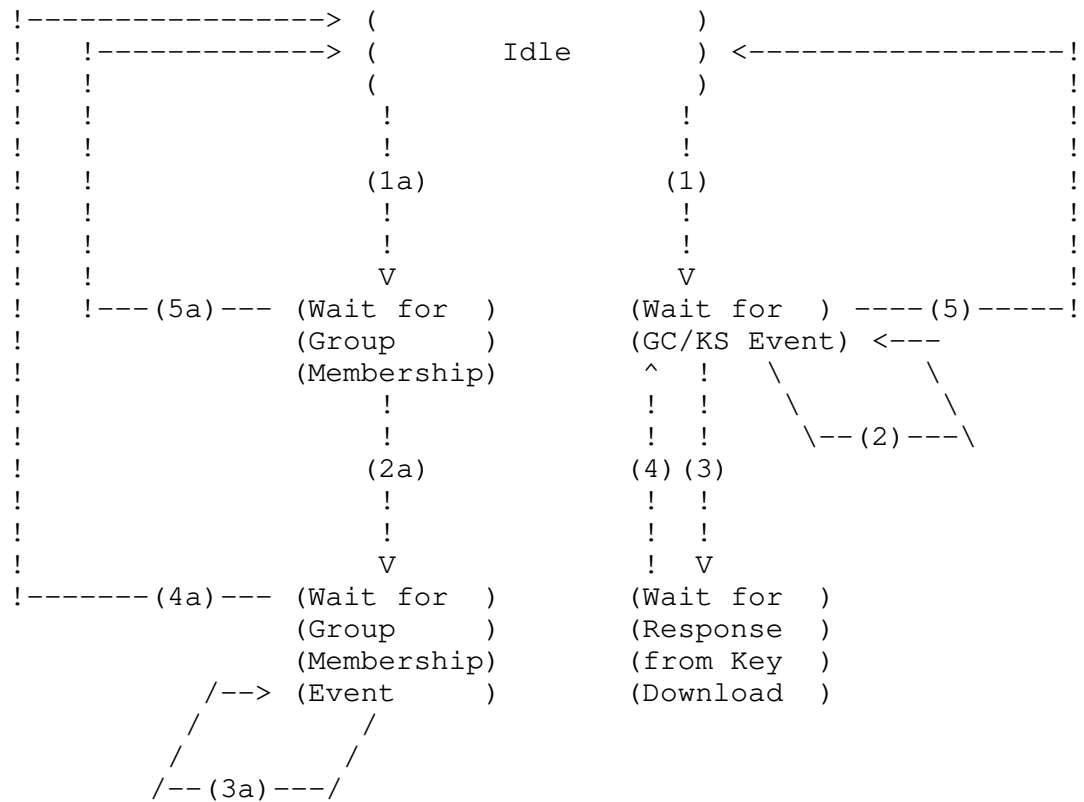 !-----------------> (                  )
!   !-------------> (       Idle       ) <------------------!
!   !               (                  )                    !
!   !                !                !                     !
!   !                !                !                     !
!   !               (1a)             (1)                    !
!   !                !                !                     !
!   !                !                !                     !
!   !                V                V                     !
!   !---(5a)--- (Wait for  )       (Wait for  ) ----(5)-----!
!               (Group     )       (GC/KS Event) <---
!               (Membership)        ^  !   \        \
!                    !              !  !    \        \
!                    !              !  !     \--(2)---\
!                   (2a)           (4)(3)
!                    !              !  !
!                    !              !  !
!                    V              !  V
!-------(4a)--- (Wait for  )       (Wait for  )
                (Group     )       (Response  )
                (Membership)       (from Key  )
           /--> (Event     )       (Download  )
          /         /
         /         /
        /--(3a)---/